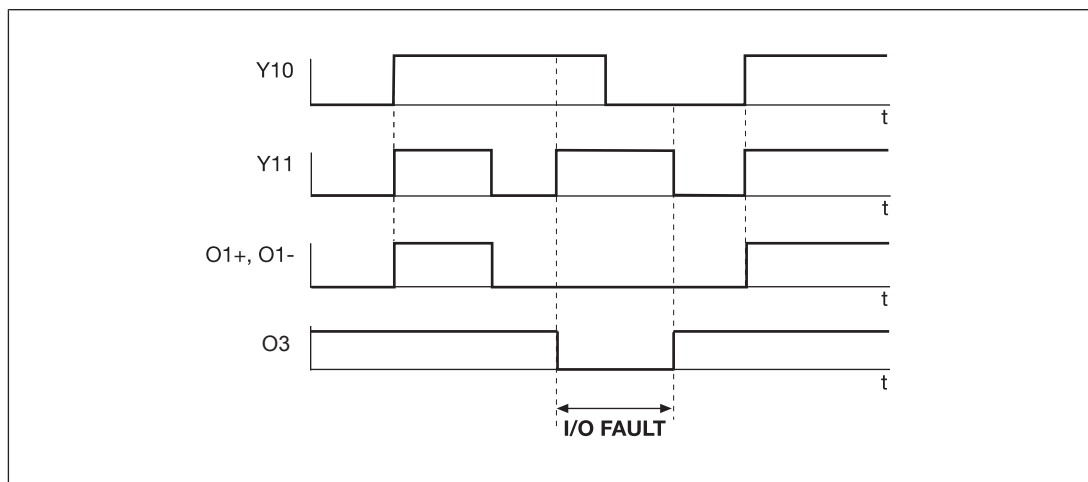 Y10
t
Y11
t
O1+, O1-
t
O3
t
I/O FAULT